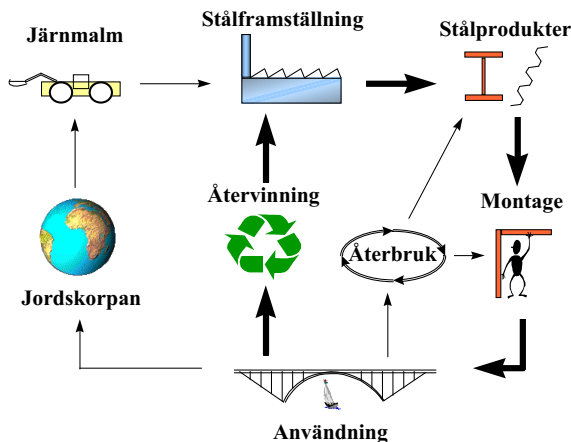 Järnmalm
Stålframställning
Stålprodukter
Återvinning
Montage
Återbruk
Jordskorpan
Användning